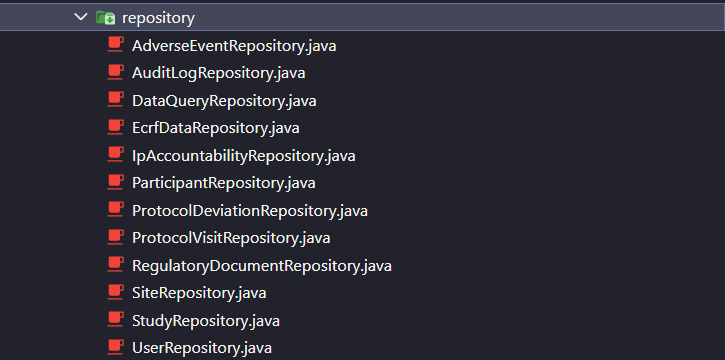 repository
AdverseEventRepository.java
AuditLogRepository.java
DataQueryRepository.java
EcrfDataRepository.java
IpAccountabilityRepository.java
ParticipantRepository.java
ProtocolDeviationRepository.java
ProtocolVisitRepository.java
RegulatoryDocumentRepository.java
SiteRepository.java
StudyRepository.java
UserRepository.java